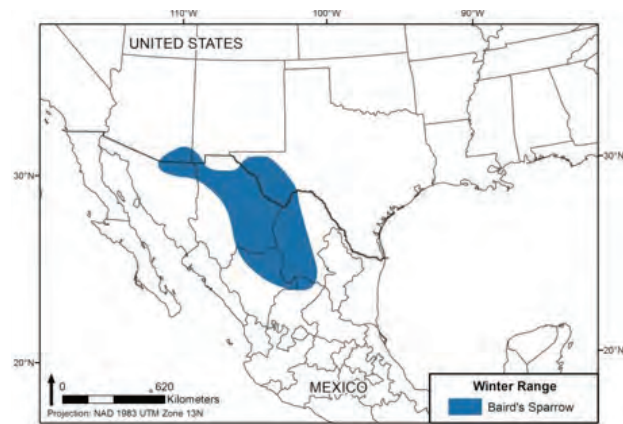 110°W
100°W
UNITED STATES
30°N
30°N
20°N
20°N
MEXICO
0 620
Kilometers
Projection: NAD 1983 UTM Zone 13N
Winter Range
Baird's Sparrow